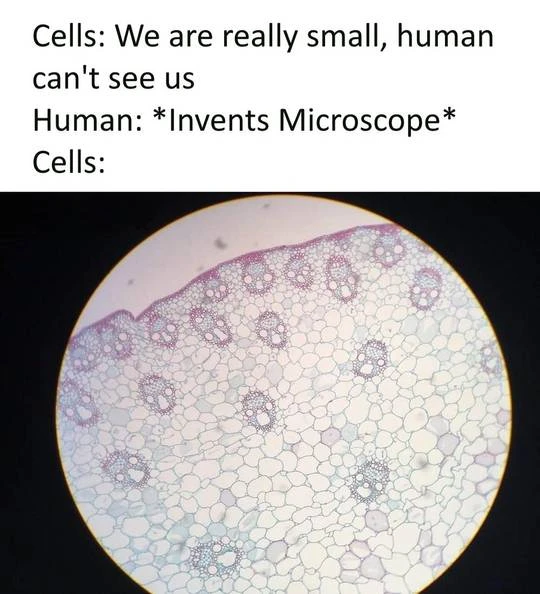 Cells: We are really small, human
can't see us
Human: *Invents Microscope*
Cells: